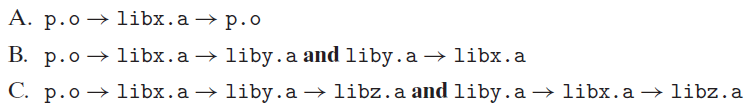 A. p.o → libx.a → p.o
B. p.o → libx.a → liby.a and liby.a → libx.a
C. p.o → libx.a → liby.a → libz.a and liby.a → libx.a → libz.a